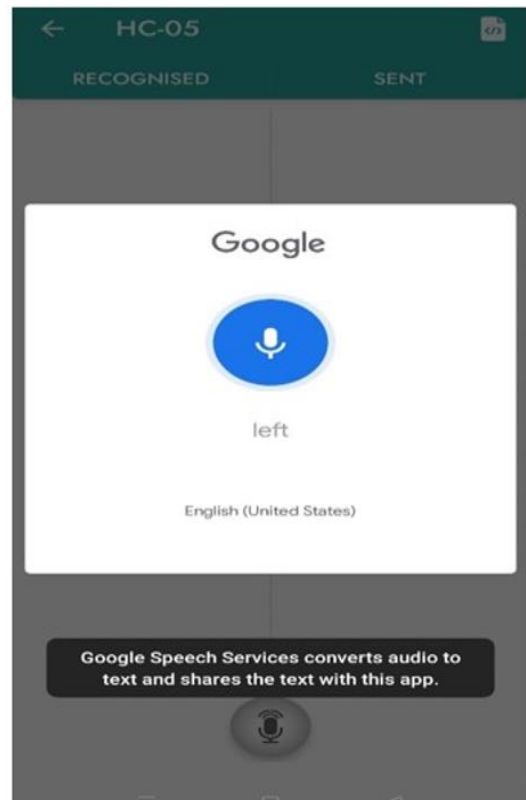 HC-05
RECOGNISED SENT
Google
left
English (United States)
Google Speech Services converts audio to
text and shares the text with this app.